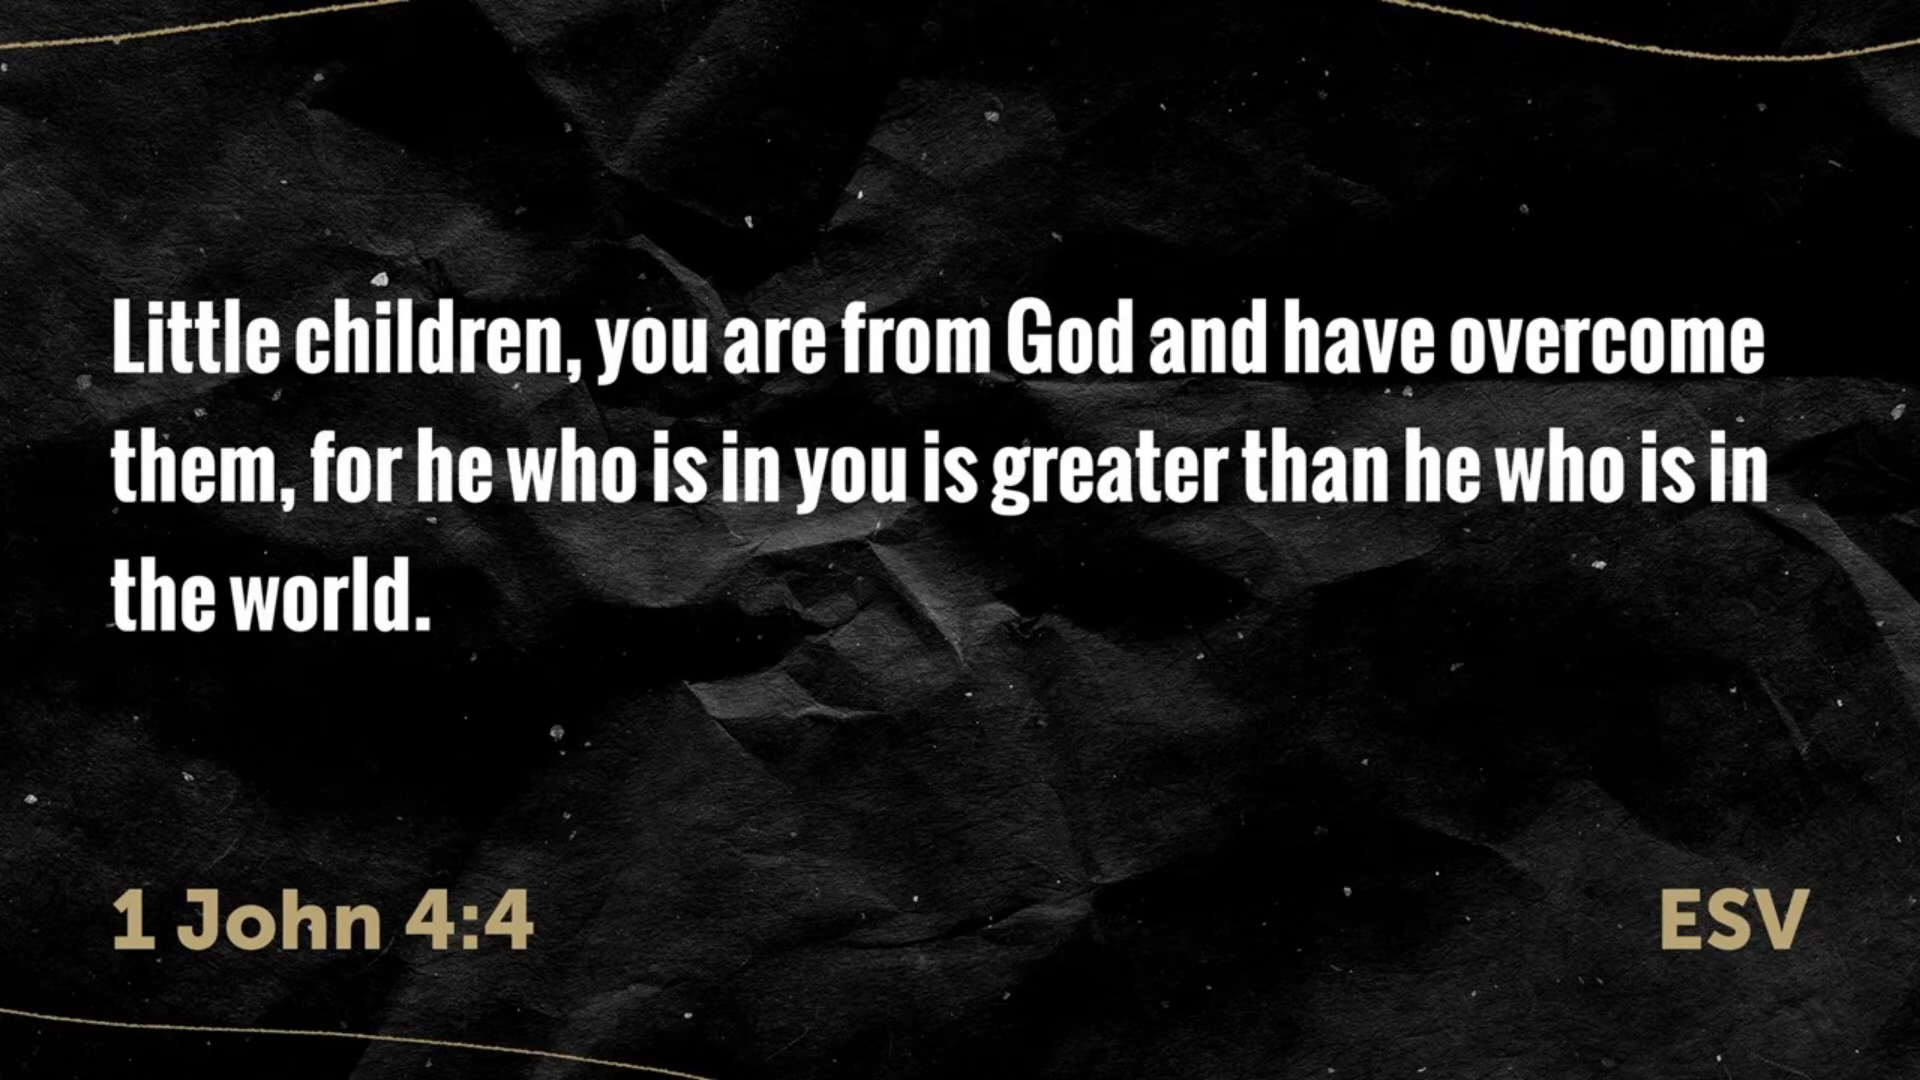 Little children, you are from God and have overcome
them, for he who is in you is greater than he who is in
the world.
1 John 4:4
ESV